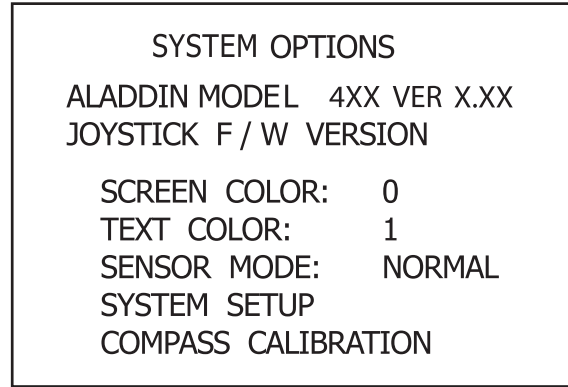 SYSTEM OPTIONS
ALADDIN MODEL 4XX VER X.XX
JOYSTICK F / W VERSION
SCREEN COLOR: 0
TEXT COLOR: 1
SENSOR MODE: NORMAL
SYSTEM SETUP
COMPASS CALIBRATION